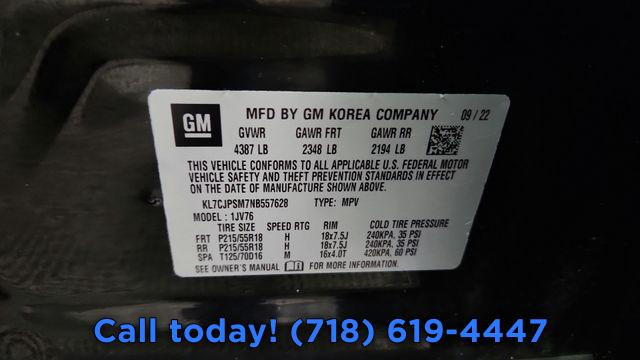 GM
MFD BY GM KOREA COMPANY 09/22
GVWR GAWR FRT GAWR RR
4387 LB 2348 LB 2194 LB
THIS VEHICLE CONFORMS TO ALL APPLICABLE U.S. FEDERAL MOTOR
VEHICLE SAFETY AND THEFT PREVENTION STANDARDS IN EFFECT
ON THE DATE OF MANUFACTURE SHOWN ABOVE.
KL7CJPSM7NB557628 TYPE: MPV
MODEL: 1JV76
TIRE SIZE SPEED RTG RIM COLD TIRE PRESSURE
FRT P215/55R18 H 18x7.5J 240KPA, 35 PSI
RR P215/55R18 H 18x7.5J 240KPA, 35 PSI
SPA T125/70D16 M 16x4.0T 420KPA, 60 PSI
SEE OWNER'S MANUAL FOR MORE INFORMATION.
Call today! (718) 619-4447